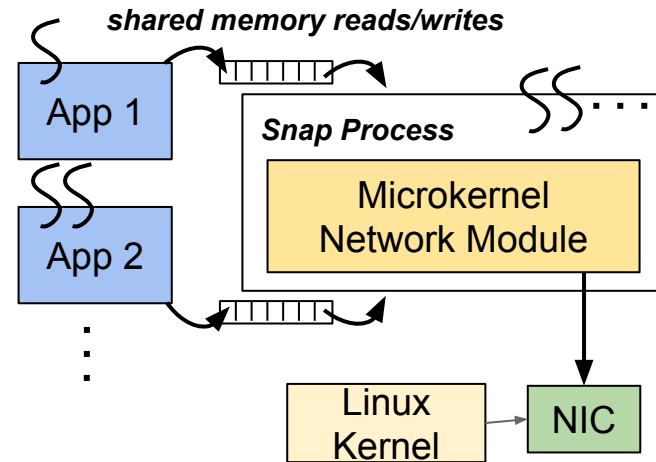 shared memory reads/writes
App 1
Snap Process
Microkernel
Network Module
App 2
Linux
Kernel
NIC